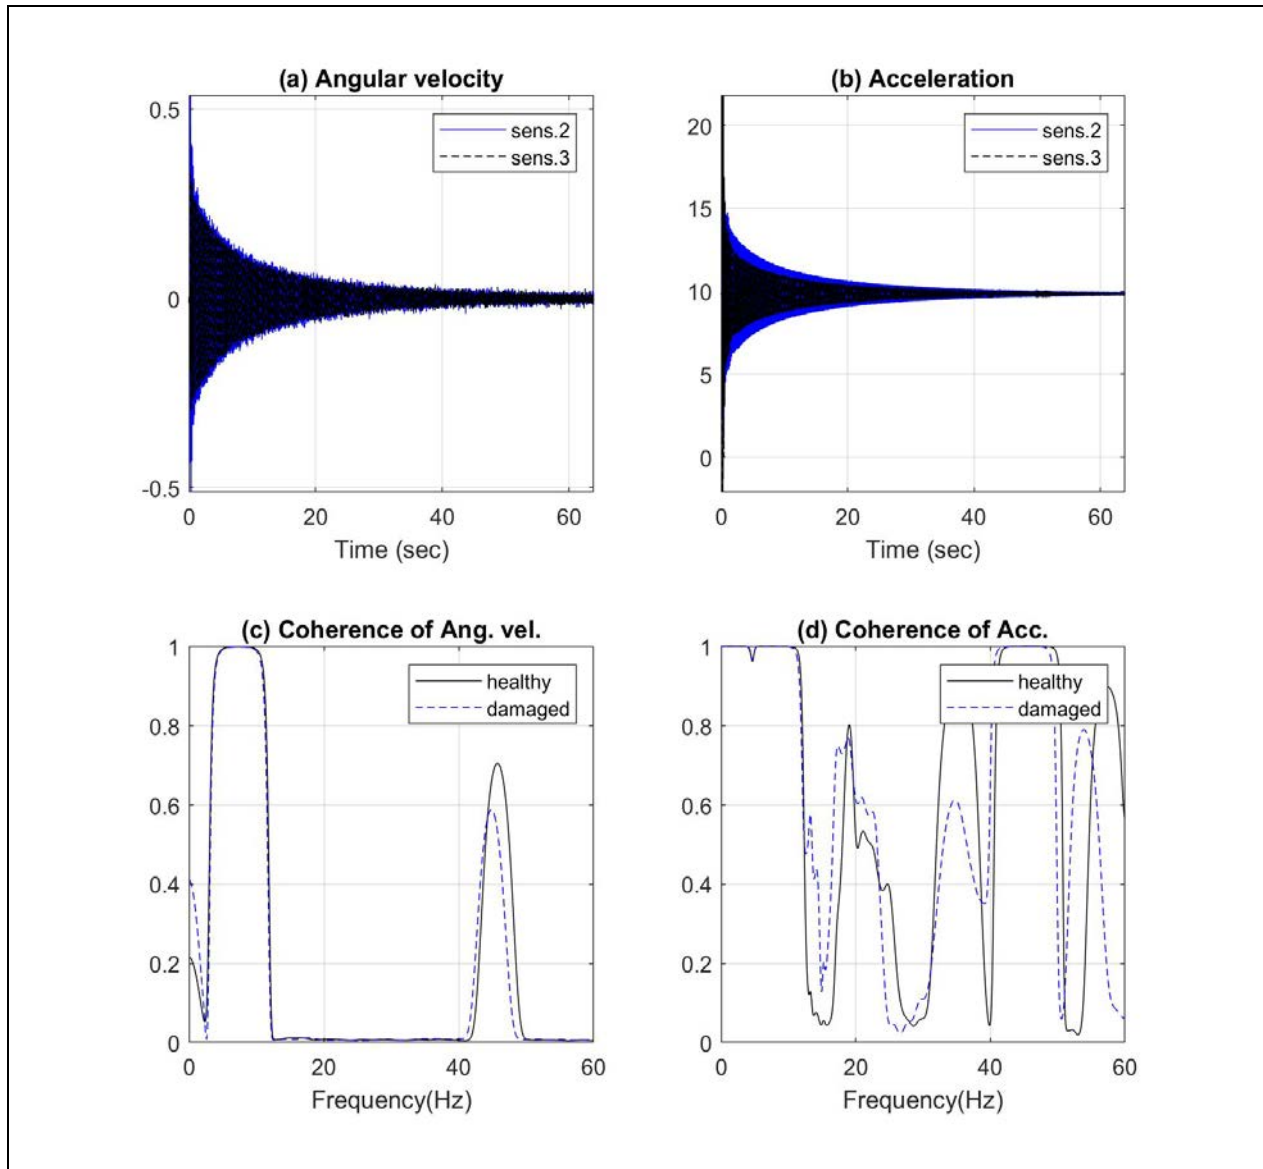 (a) Angular velocity
0.5
0
-0.5
sens.2
sens.3
0 20 40 60
Time (sec)
(b) Acceleration
20
15
10
5
0
sens.2
sens.3
0 20 40 60
Time (sec)
(c) Coherence of Ang. vel.
1
0.8
0.6
0.4
0.2
0
healthy
damaged
0 20 40 60
Frequency(Hz)
(d) Coherence of Acc.
1
0.8
0.6
0.4
0.2
0
healthy
damaged
0 20 40 60
Frequency(Hz)